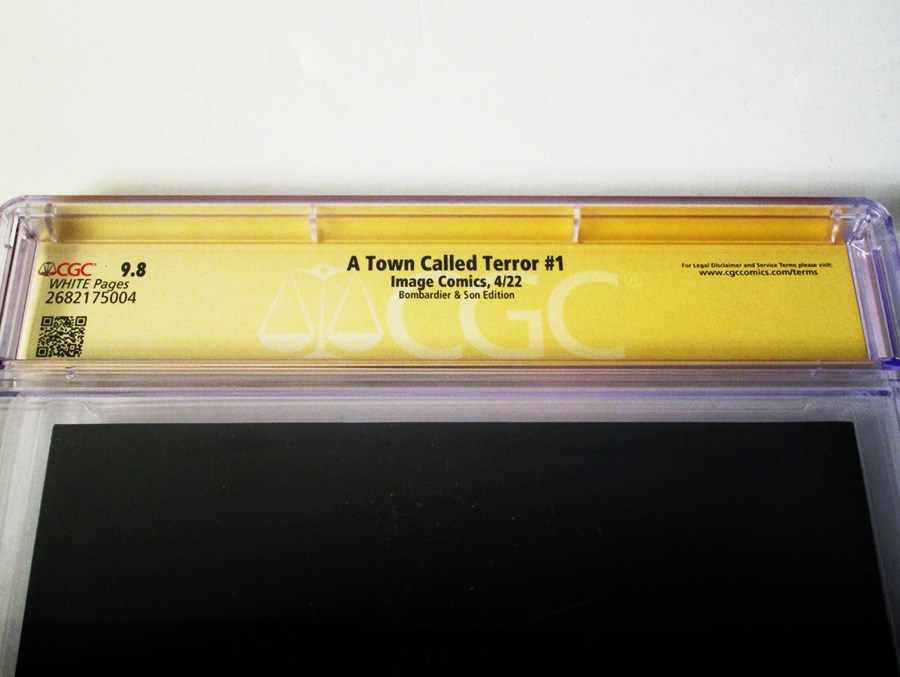 CGC 9.8
WHITE Pages
2682175004
A Town Called Terror #1
Image Comics, 4/22
Bombardier & Son Edition
For Legal Disclaimer and Service Terms please visit:
www.cgccomics.com/terms
CGC®